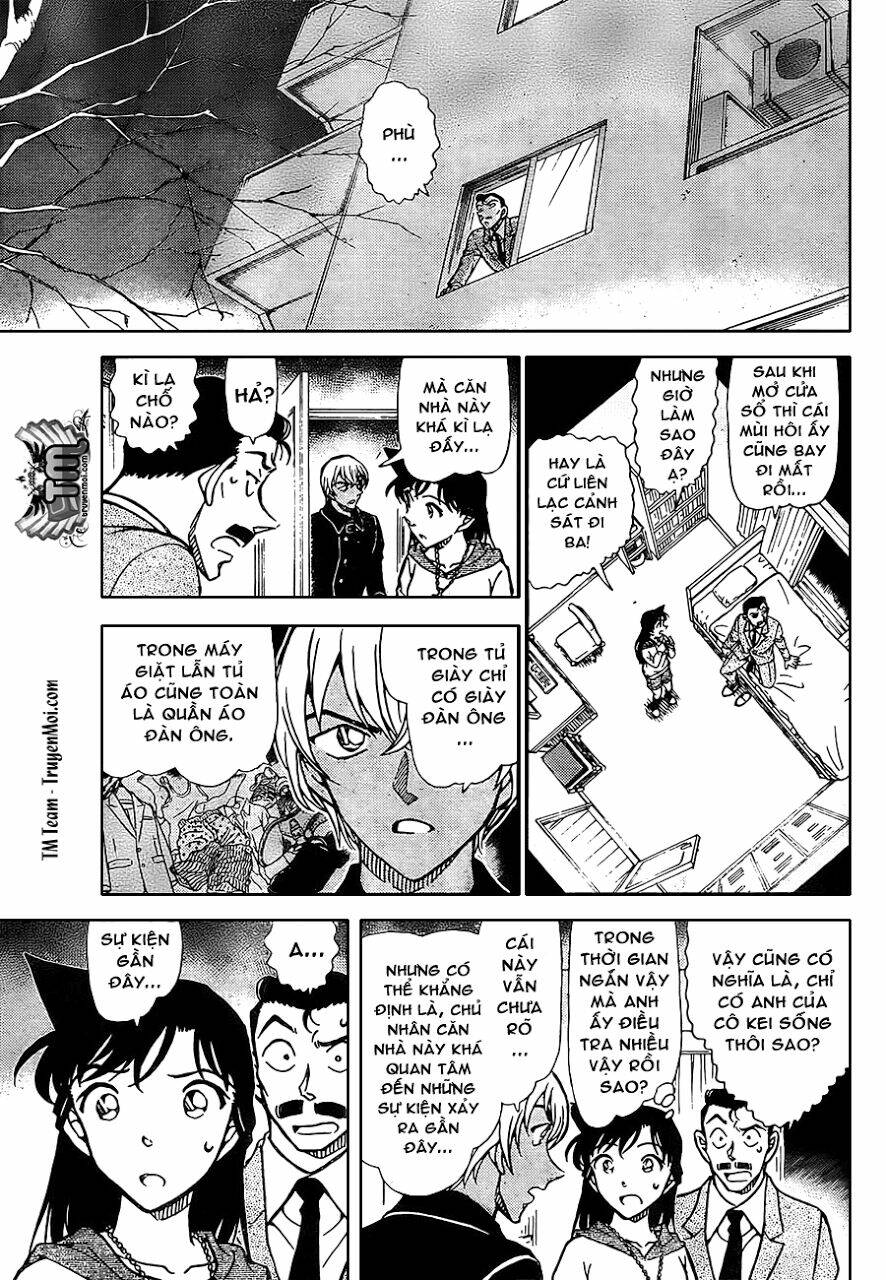 PHÙ
...
SAU KHI
MỞ CỬA
SỔ THÌ CÁI
MÙI HÔI ẤY
CŨNG BAY
ĐI MẤT
RỒI...
NHƯNG
GIỜ
LÀM
SAO ĐÂY
Ạ?
HAY LÀ
CỨ LIÊN
LẠC CẢNH
SÁT ĐI
BA!
MÀ CĂN
NHÀ NÀY
KHÁ KÌ LẠ
ĐẤY...
HẢ?
KÌ LẠ
CHỖ
NÀO?
TRONG TỦ
GIÀY CHỈ
CÓ GIÀY
ĐÀN ÔNG
...
TRONG MÁY
GIẶT LẪN TỦ
ÁO CŨNG TOÀN
LÀ QUẦN ÁO
ĐÀN ÔNG.
VẬY CŨNG CÓ
NGHĨA LÀ, CHỈ
CÓ ANH CỦA
CÔ KEI SỐNG
THÔI SAO?
TRONG
THỜI GIAN
NGẮN VẬY
MÀ ANH
ẤY ĐIỀU
TRA NHIỀU
VẬY RỒI
SAO?
CÁI
NÀY
VẪN
CHƯA
RÕ
...
NHƯNG CÓ
THỂ KHẲNG
ĐỊNH LÀ, CHỦ
NHÂN CĂN
NHÀ NÀY KHÁ
QUAN TÂM
ĐẾN NHỮNG
SỰ KIỆN XẢY
RA GẦN
ĐÂY...
A...
SỰ KIỆN
GẦN
ĐÂY...
TM
truyenmoi.com
TM Team - TruyenMoi.com